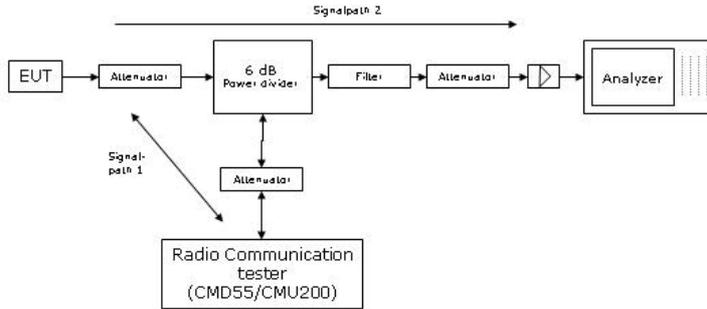 Signalpath 2
EUT
Attenuator
6 dB
Power divider
Filter
Attenuator
Analyzer
Signal-
path 1
Attenuator
Radio Communication
tester
(CMD55/CMU200)